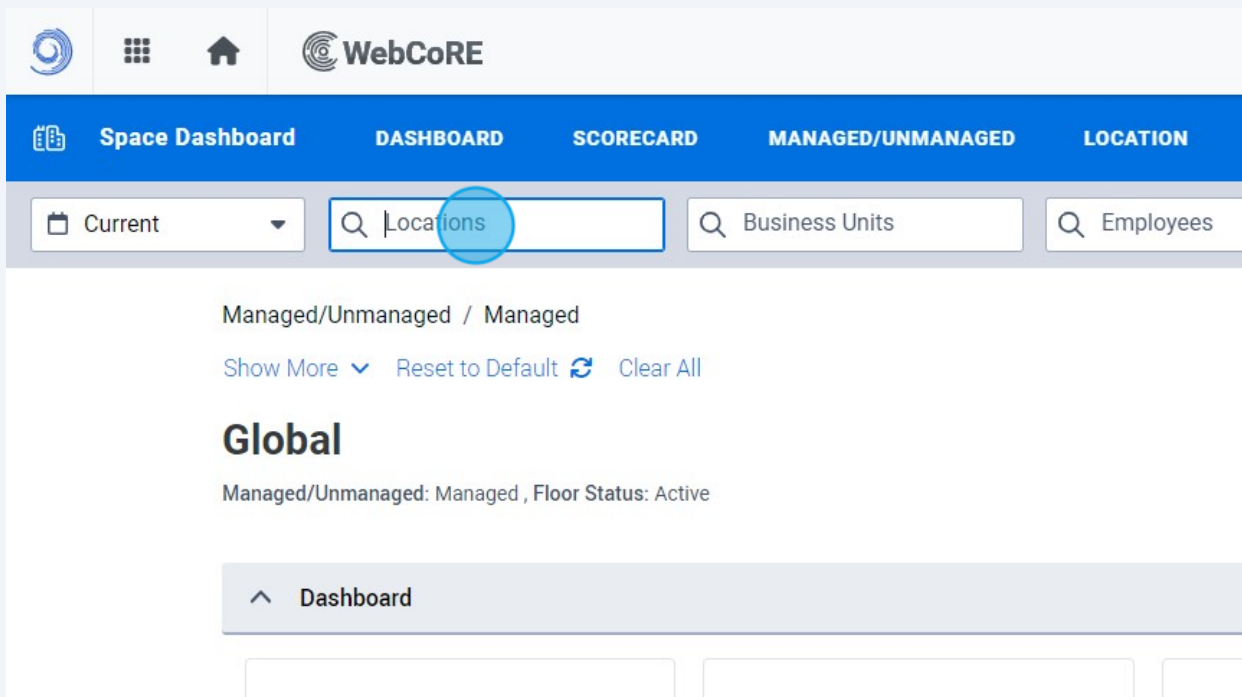 WebCoRE
Space Dashboard DASHBOARD SCORECARD MANAGED/UNMANAGED LOCATION
Current Locations Business Units Employees
Managed/Unmanaged / Managed
Show More Reset to Default Clear All
Global
Managed/Unmanaged: Managed , Floor Status: Active
Dashboard